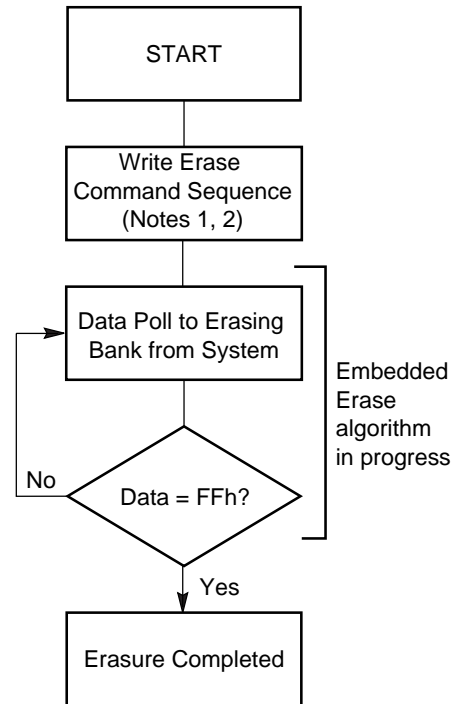 START
Write Erase
Command Sequence
(Notes 1, 2)
Data Poll to Erasing
Bank from System
Embedded
Erase
algorithm
in progress
No
Data = FFh?
Yes
Erasure Completed